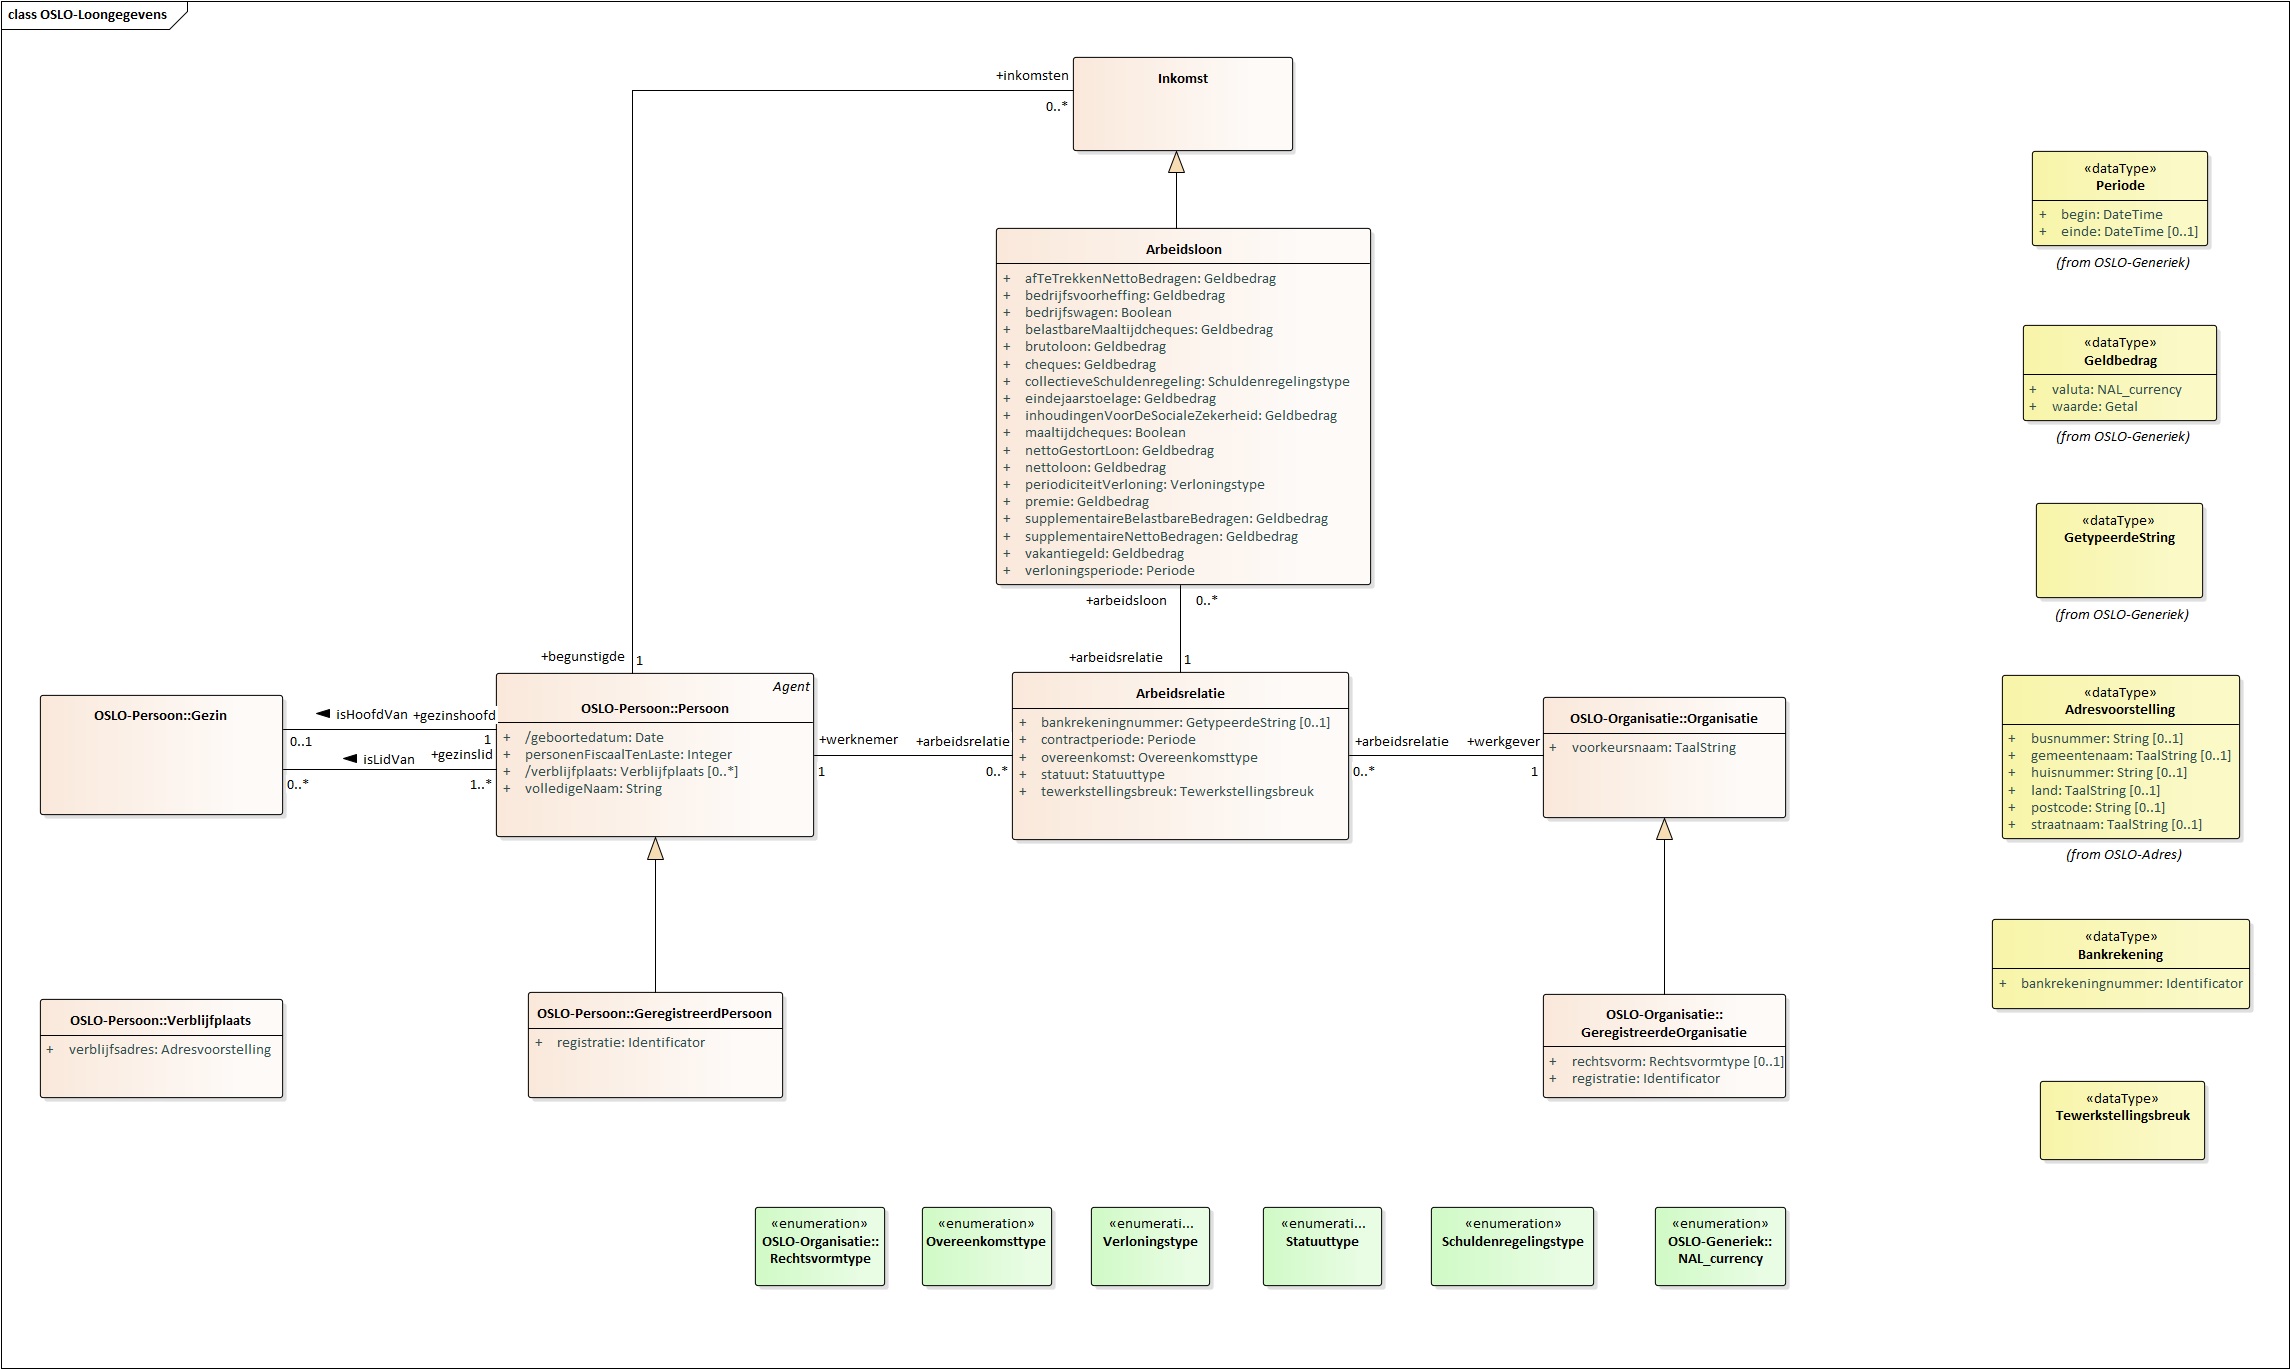 class OSLO-Loongegevens
+inkomsten
0..*
Inkomst
Arbeidsloon
+ afTeTrekkenNettoBedragen: Geldbedrag
+ bedrijfsvoorheffing: Geldbedrag
+ bedrijfswagen: Boolean
+ belastbareMaaltijdcheques: Geldbedrag
+ brutoloon: Geldbedrag
+ cheques: Geldbedrag
+ collectieveSchuldenregeling: Schuldenregelingstype
+ eindejaarstoelage: Geldbedrag
+ inhoudingenVoorDeSocialeZekerheid: Geldbedrag
+ maaltijdcheques: Boolean
+ nettoGestortLoon: Geldbedrag
+ nettoloon: Geldbedrag
+ periodiciteitVerloning: Verloningstype
+ premie: Geldbedrag
+ supplementaireBelastbareBedragen: Geldbedrag
+ supplementaireNettoBedragen: Geldbedrag
+ vakantiegeld: Geldbedrag
+ verloningsperiode: Periode
+arbeidsloon 0..*
+arbeidsrelatie 1
+begunstigde 1
OSLO-Persoon::Gezin
◄ isHoofdVan +gezinshoofd
0..1 1
◄ isLidVan +gezinslid
0..* 1..*
Agent
OSLO-Persoon::Persoon
+ /geboortedatum: Date
+ personenFiscaalTenLaste: Integer
+ /verblijfplaats: Verblijfplaats [0..*]
+ volledigeNaam: String
+werknemer +arbeidsrelatie
1 0..*
Arbeidsrelatie
+ bankrekeningnummer: GetypeerdeString [0..1]
+ contractperiode: Periode
+ overeenkomst: Overeenkomsttype
+ statuut: Statuuttype
+ tewerkstellingsbreuk: Tewerkstellingsbreuk
+arbeidsrelatie +werkgever
0..* 1
OSLO-Organisatie::Organisatie
+ voorkeursnaam: TaalString
OSLO-Persoon::Verblijfplaats
+ verblijfsadres: Adresvoorstelling
OSLO-Persoon::GeregistreerdPersoon
+ registratie: Identificator
OSLO-Organisatie::
GeregistreerdeOrganisatie
+ rechtsvorm: Rechtsvormtype [0..1]
+ registratie: Identificator
«dataType»
Periode
+ begin: DateTime
+ einde: DateTime [0..1]
(from OSLO-Generiek)
«dataType»
Geldbedrag
+ valuta: NAL_currency
+ waarde: Getal
(from OSLO-Generiek)
«dataType»
GetypeerdeString
(from OSLO-Generiek)
«dataType»
Adresvoorstelling
+ busnummer: String [0..1]
+ gemeentenaam: TaalString [0..1]
+ huisnummer: String [0..1]
+ land: TaalString [0..1]
+ postcode: String [0..1]
+ straatnaam: TaalString [0..1]
(from OSLO-Adres)
«dataType»
Bankrekening
+ bankrekeningnummer: Identificator
«dataType»
Tewerkstellingsbreuk
«enumeration»
OSLO-Organisatie::
Rechtsvormtype
«enumeration»
Overeenkomsttype
«enumerati...
Verloningstype
«enumerati...
Statuuttype
«enumeration»
Schuldenregelingstype
«enumeration»
OSLO-Generiek::
NAL_currency